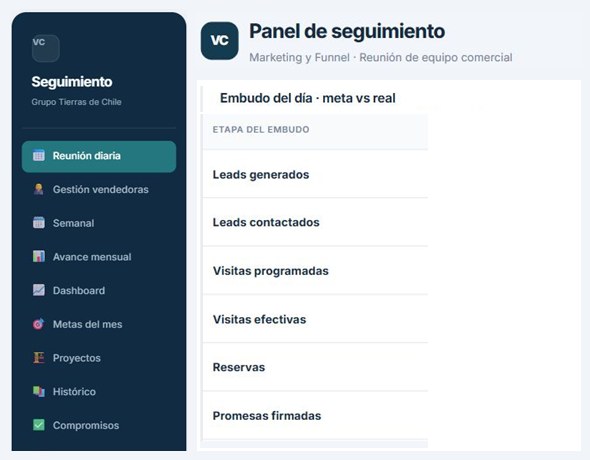 VC
Seguimiento
Grupo Tierras de Chile
Reunión diaria
Gestión vendedoras
Semanal
Avance mensual
Dashboard
Metas del mes
Proyectos
Histórico
Compromisos
VC
Panel de seguimiento
Marketing y Funnel · Reunión de equipo comercial
Embudo del día · meta vs real
ETAPA DEL EMBUDO
Leads generados
Leads contactados
Visitas programadas
Visitas efectivas
Reservas
Promesas firmadas